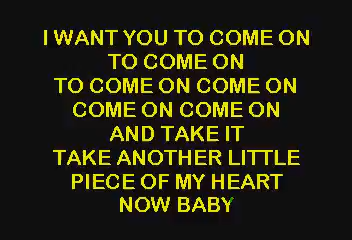 I WANT YOU TO COME ON
TO COME ON
TO COME ON COME ON
COME ON COME ON
AND TAKE IT
TAKE ANOTHER LITTLE
PIECE OF MY HEART
NOW BABY